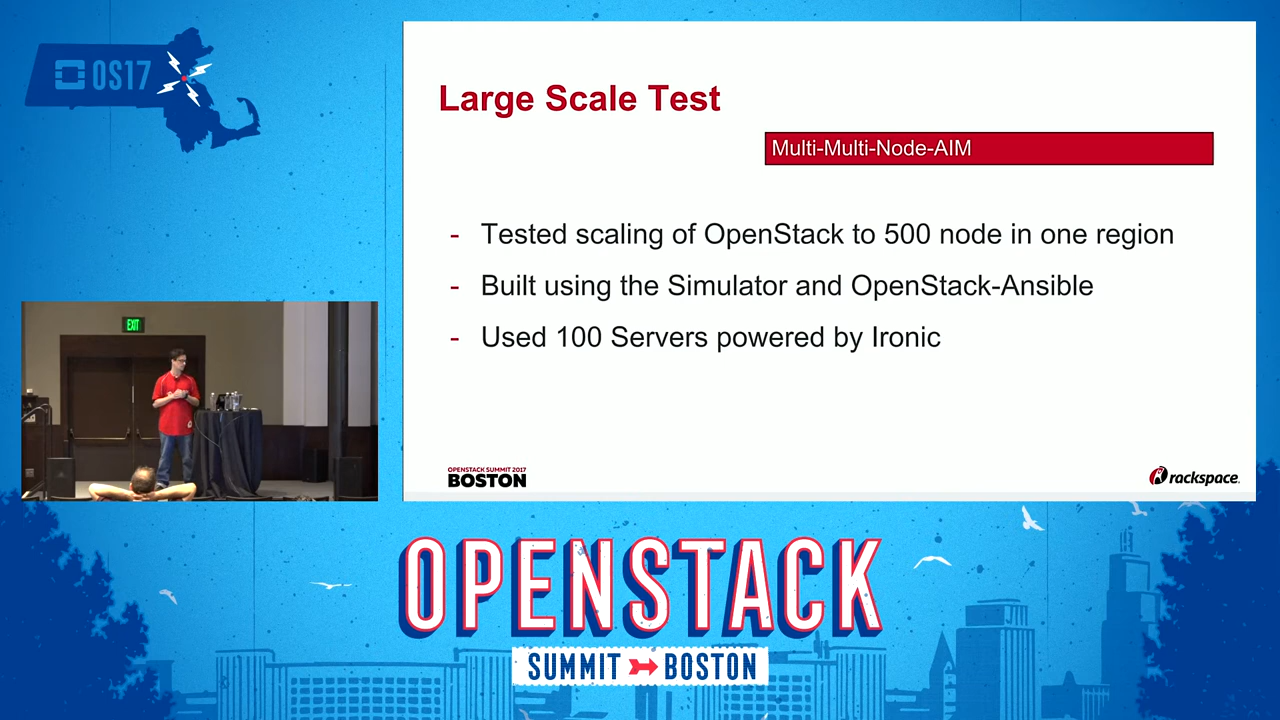 OS17
Large Scale Test
Multi-Multi-Node-AIM
- Tested scaling of OpenStack to 500 node in one region
- Built using the Simulator and OpenStack-Ansible
- Used 100 Servers powered by Ironic
EXIT
OPENSTACK SUMMIT 2017
BOSTON
rackspace.
OPENSTACK
SUMMIT BOSTON